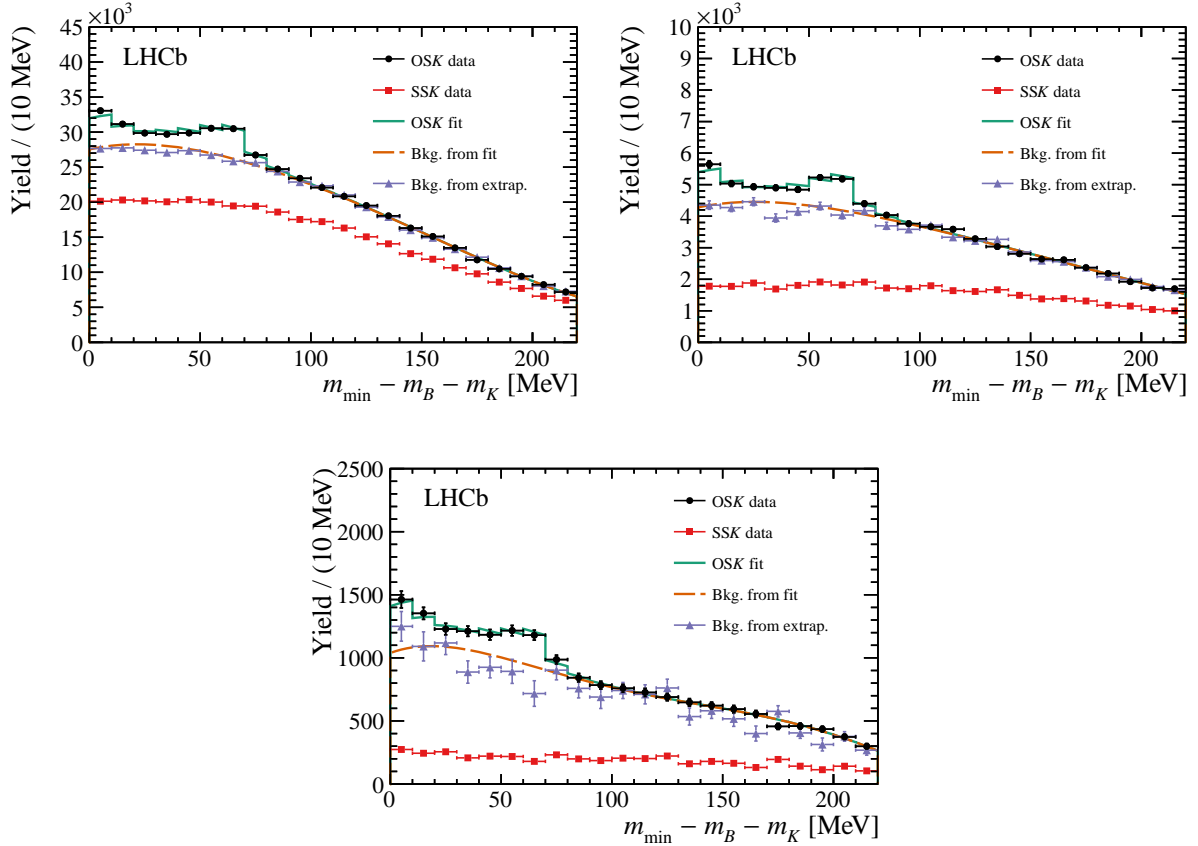 ×10³
45
40
35
30
25
20
15
10
5
0
Yield / (10 MeV)
LHCb
OSK data
SSK data
OSK fit
Bkg. from fit
Bkg. from extrap.
0 50 100 150 200
m_min − m_B − m_K [MeV]
×10³
10
9
8
7
6
5
4
3
2
1
0
Yield / (10 MeV)
LHCb
OSK data
SSK data
OSK fit
Bkg. from fit
Bkg. from extrap.
0 50 100 150 200
m_min − m_B − m_K [MeV]
2500
2000
1500
1000
500
0
Yield / (10 MeV)
LHCb
OSK data
SSK data
OSK fit
Bkg. from fit
Bkg. from extrap.
0 50 100 150 200
m_min − m_B − m_K [MeV]